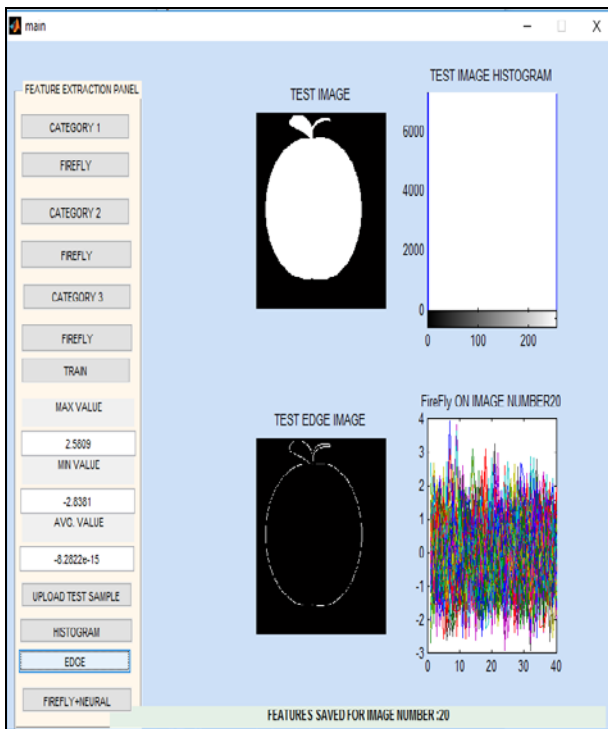 main
FEATURE EXTRACTION PANEL
CATEGORY 1
FIREFLY
CATEGORY 2
FIREFLY
CATEGORY 3
FIREFLY
TRAIN
MAX VALUE
2.5809
MIN VALUE
-2.8381
AVG. VALUE
-8.2822e-15
UPLOAD TEST SAMPLE
HISTOGRAM
EDGE
FIREFLY+NEURAL
TEST IMAGE
TEST IMAGE HISTOGRAM
6000
4000
2000
0
0 100 200
TEST EDGE IMAGE
FireFly ON IMAGE NUMBER20
4
3
2
1
0
-1
-2
-3
0 10 20 30 40
FEATURES SAVED FOR IMAGE NUMBER :20